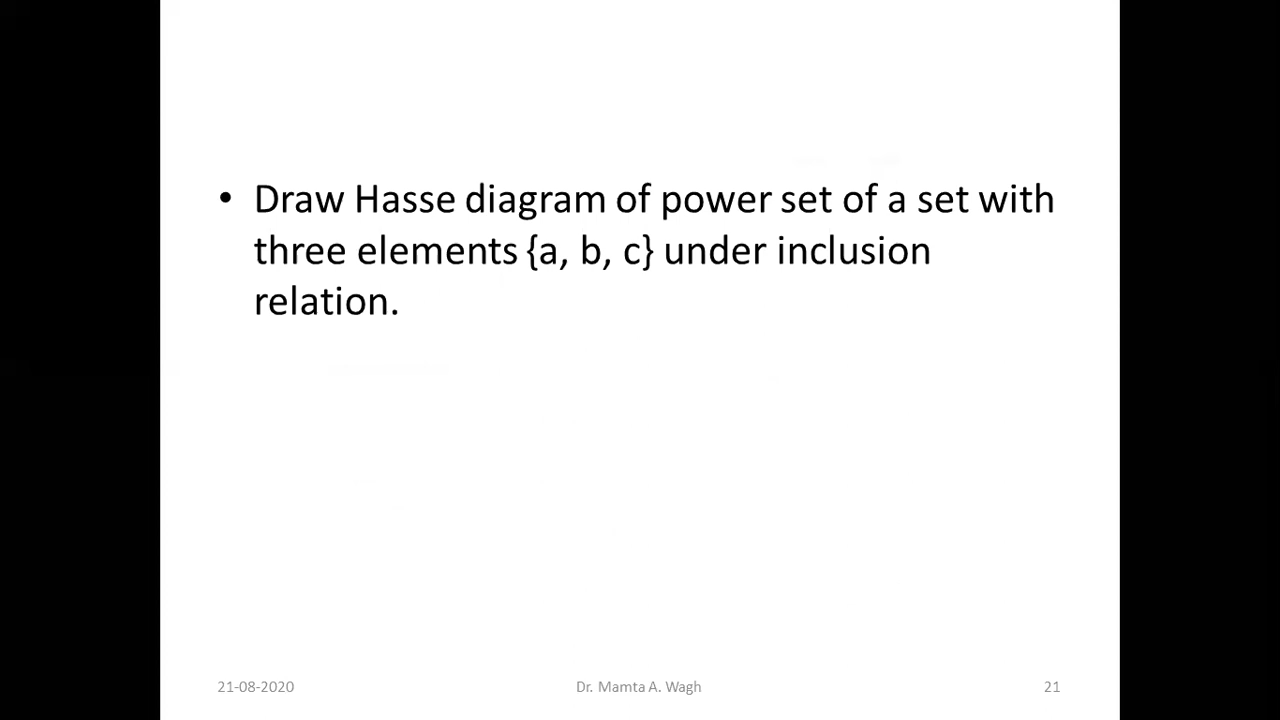 • Draw Hasse diagram of power set of a set with
three elements {a, b, c} under inclusion
relation.
21-08-2020
Dr. Mamta A. Wagh
21